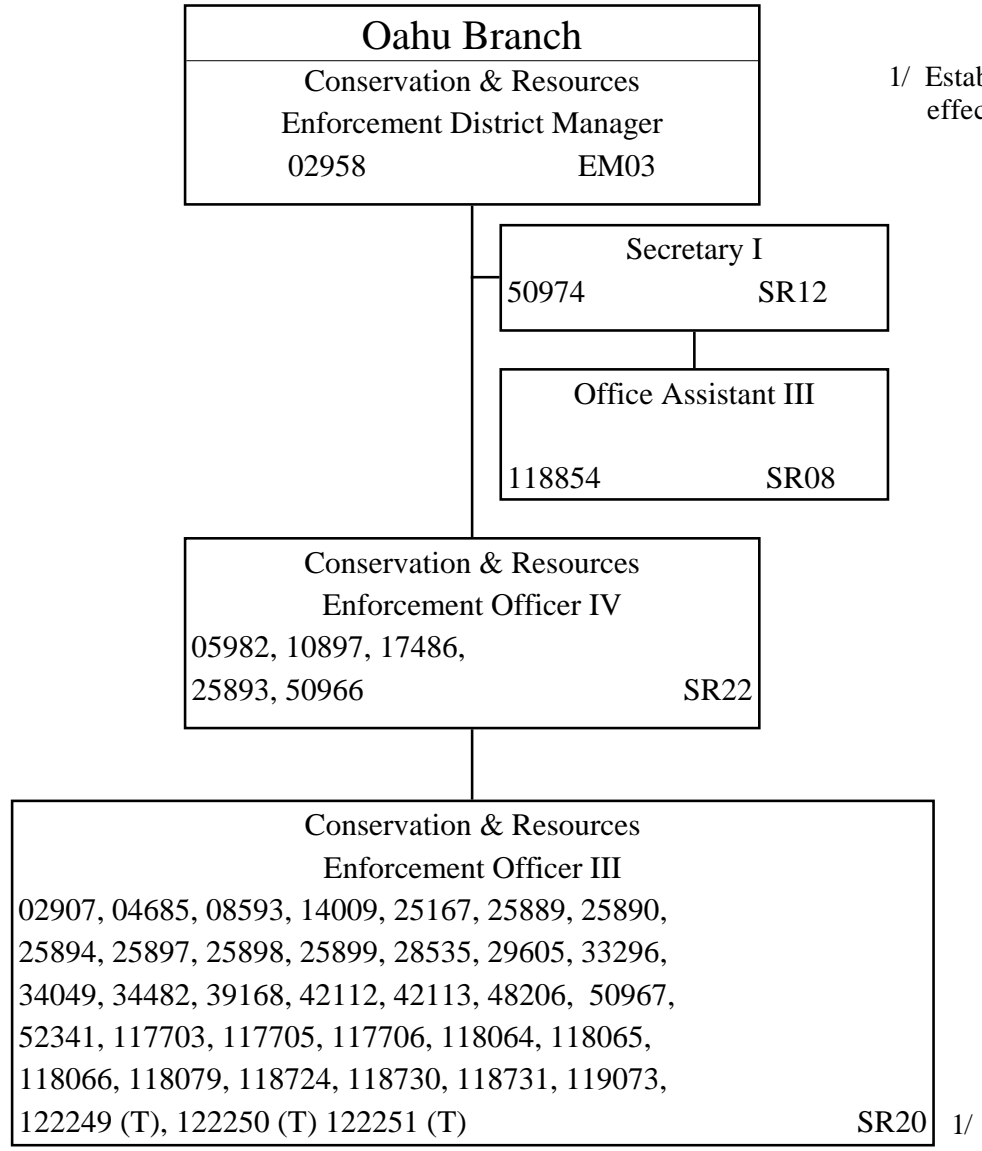 Oahu Branch
Conservation & Resources
Enforcement District Manager
02958 EM03
1/ 
effec
Secretary I
50974 SR12
Office Assistant III
118854 SR08
Conservation & Resources
Enforcement Officer IV
05982, 10897, 17486,
25893, 50966 SR22
Conservation & Resources
Enforcement Officer III
02907, 04685, 08593, 14009, 25167, 25889, 25890,
25894, 25897, 25898, 25899, 28535, 29605, 33296,
34049, 34482, 39168, 42112, 42113, 48206, 50967,
52341, 117703, 117705, 117706, 118064, 118065,
118066, 118079, 118724, 118730, 118731, 119073,
122249 (T), 122250 (T) 122251 (T) SR20 1/